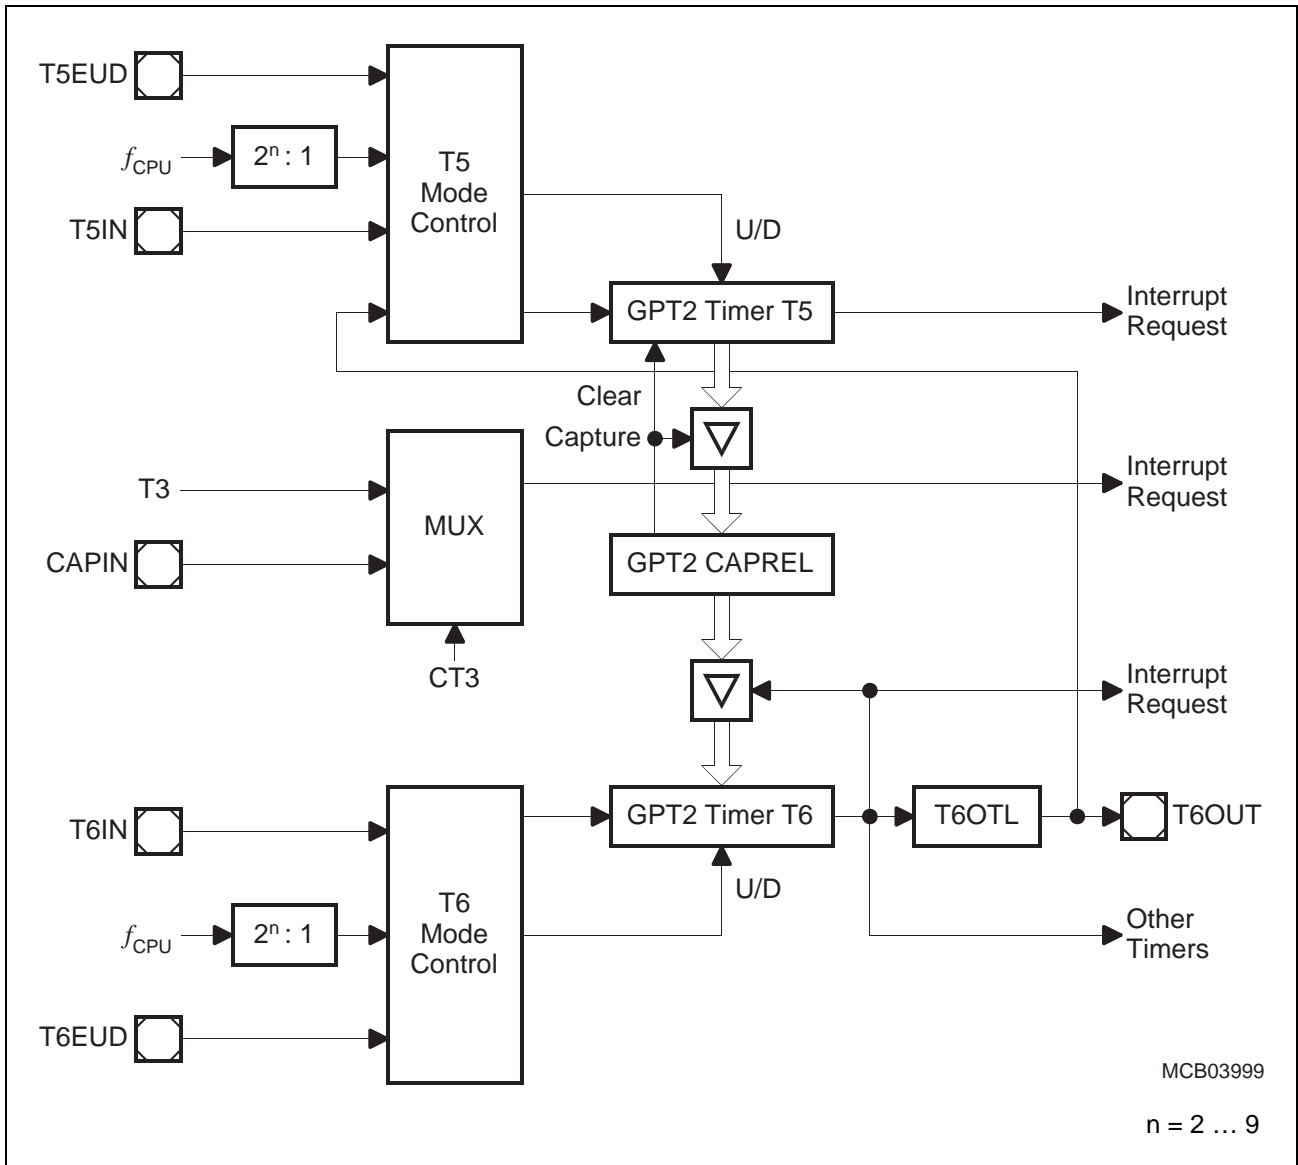 T5EUD
fCPU
2ⁿ : 1
T5IN
T5
Mode
Control
U/D
GPT2 Timer T5
Interrupt
Request
Clear
Capture
T3
CAPIN
MUX
CT3
Interrupt
Request
GPT2 CAPREL
Interrupt
Request
T6IN
fCPU
2ⁿ : 1
T6EUD
T6
Mode
Control
GPT2 Timer T6
U/D
T6OTL
T6OUT
Other
Timers
MCB03999
n = 2 … 9